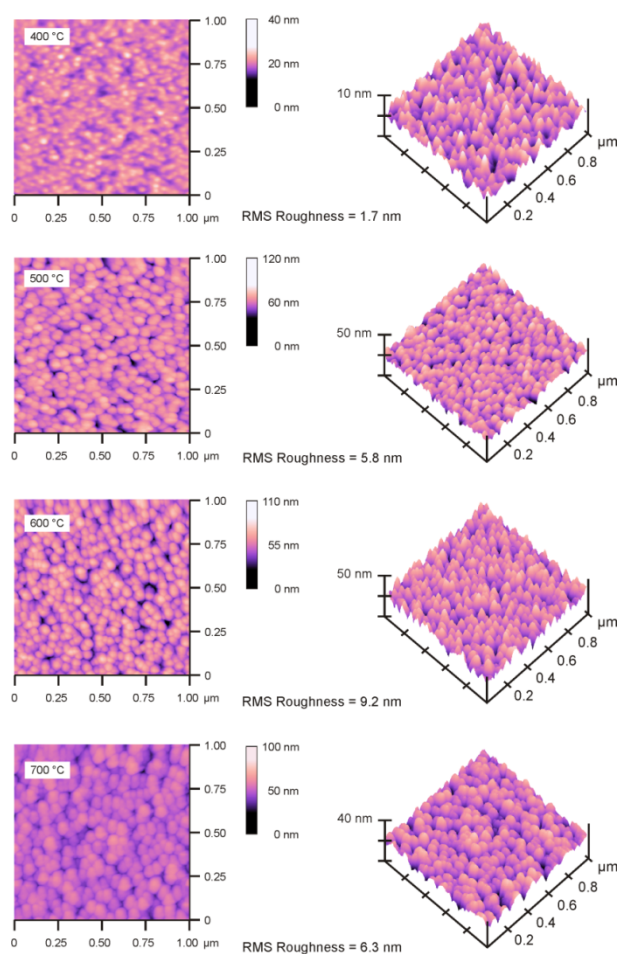 400 °C
1.00
0.75
0.50
0.25
0
0 0.25 0.50 0.75 1.00 μm
40 nm
20 nm
0 nm
RMS Roughness = 1.7 nm
10 nm
μm
0.8
0.6
0.4
0.2
500 °C
1.00
0.75
0.50
0.25
0
0 0.25 0.50 0.75 1.00 μm
120 nm
60 nm
0 nm
RMS Roughness = 5.8 nm
50 nm
μm
0.8
0.6
0.4
0.2
600 °C
1.00
0.75
0.50
0.25
0
0 0.25 0.50 0.75 1.00 μm
110 nm
55 nm
0 nm
RMS Roughness = 9.2 nm
50 nm
μm
0.8
0.6
0.4
0.2
700 °C
1.00
0.75
0.50
0.25
0
0 0.25 0.50 0.75 1.00 μm
100 nm
50 nm
0 nm
RMS Roughness = 6.3 nm
40 nm
μm
0.8
0.6
0.4
0.2